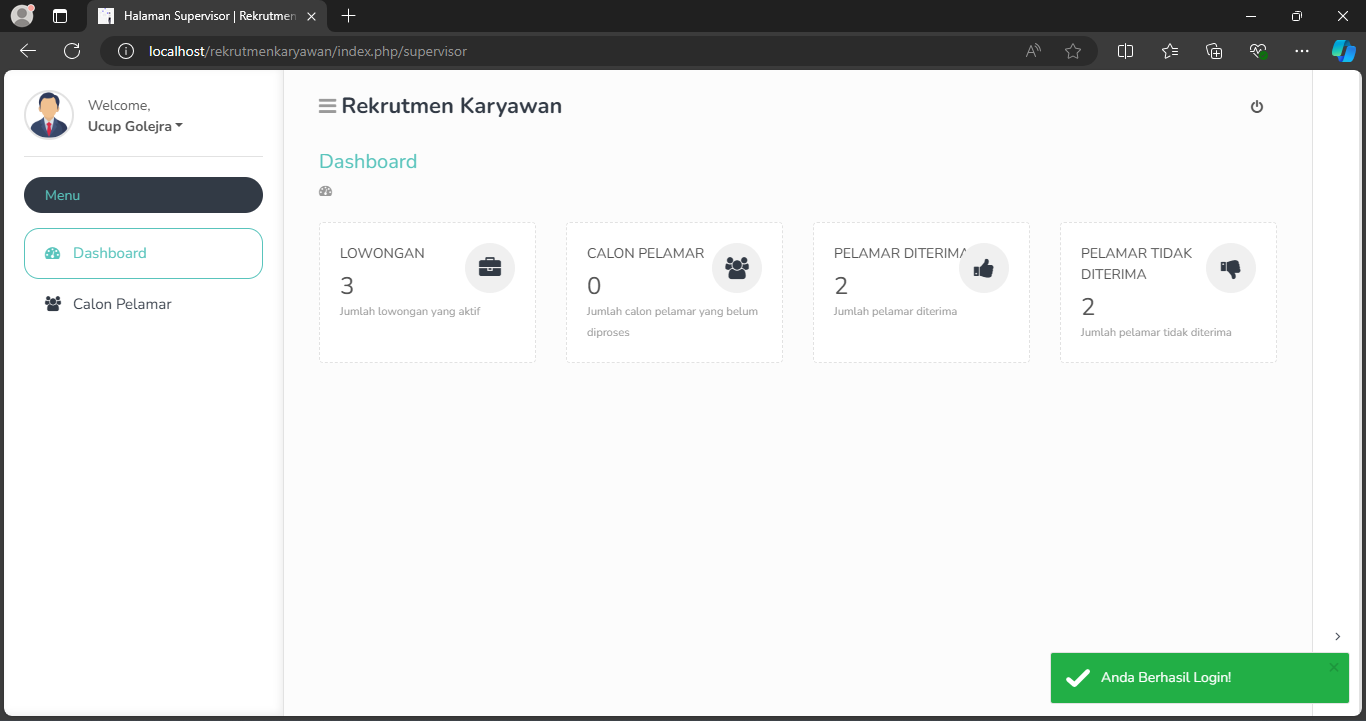 Halaman Supervisor | Rekrutmen
localhost/rekrutmenkaryawan/index.php/supervisor
Welcome,
Ucup Golejra
Menu
Dashboard
Calon Pelamar
Rekrutmen Karyawan
Dashboard
LOWONGAN
3
Jumlah lowongan yang aktif
CALON PELAMAR
0
Jumlah calon pelamar yang belum
diproses
PELAMAR DITERIMA
2
Jumlah pelamar diterima
PELAMAR TIDAK
DITERIMA
2
Jumlah pelamar tidak diterima
Anda Berhasil Login!